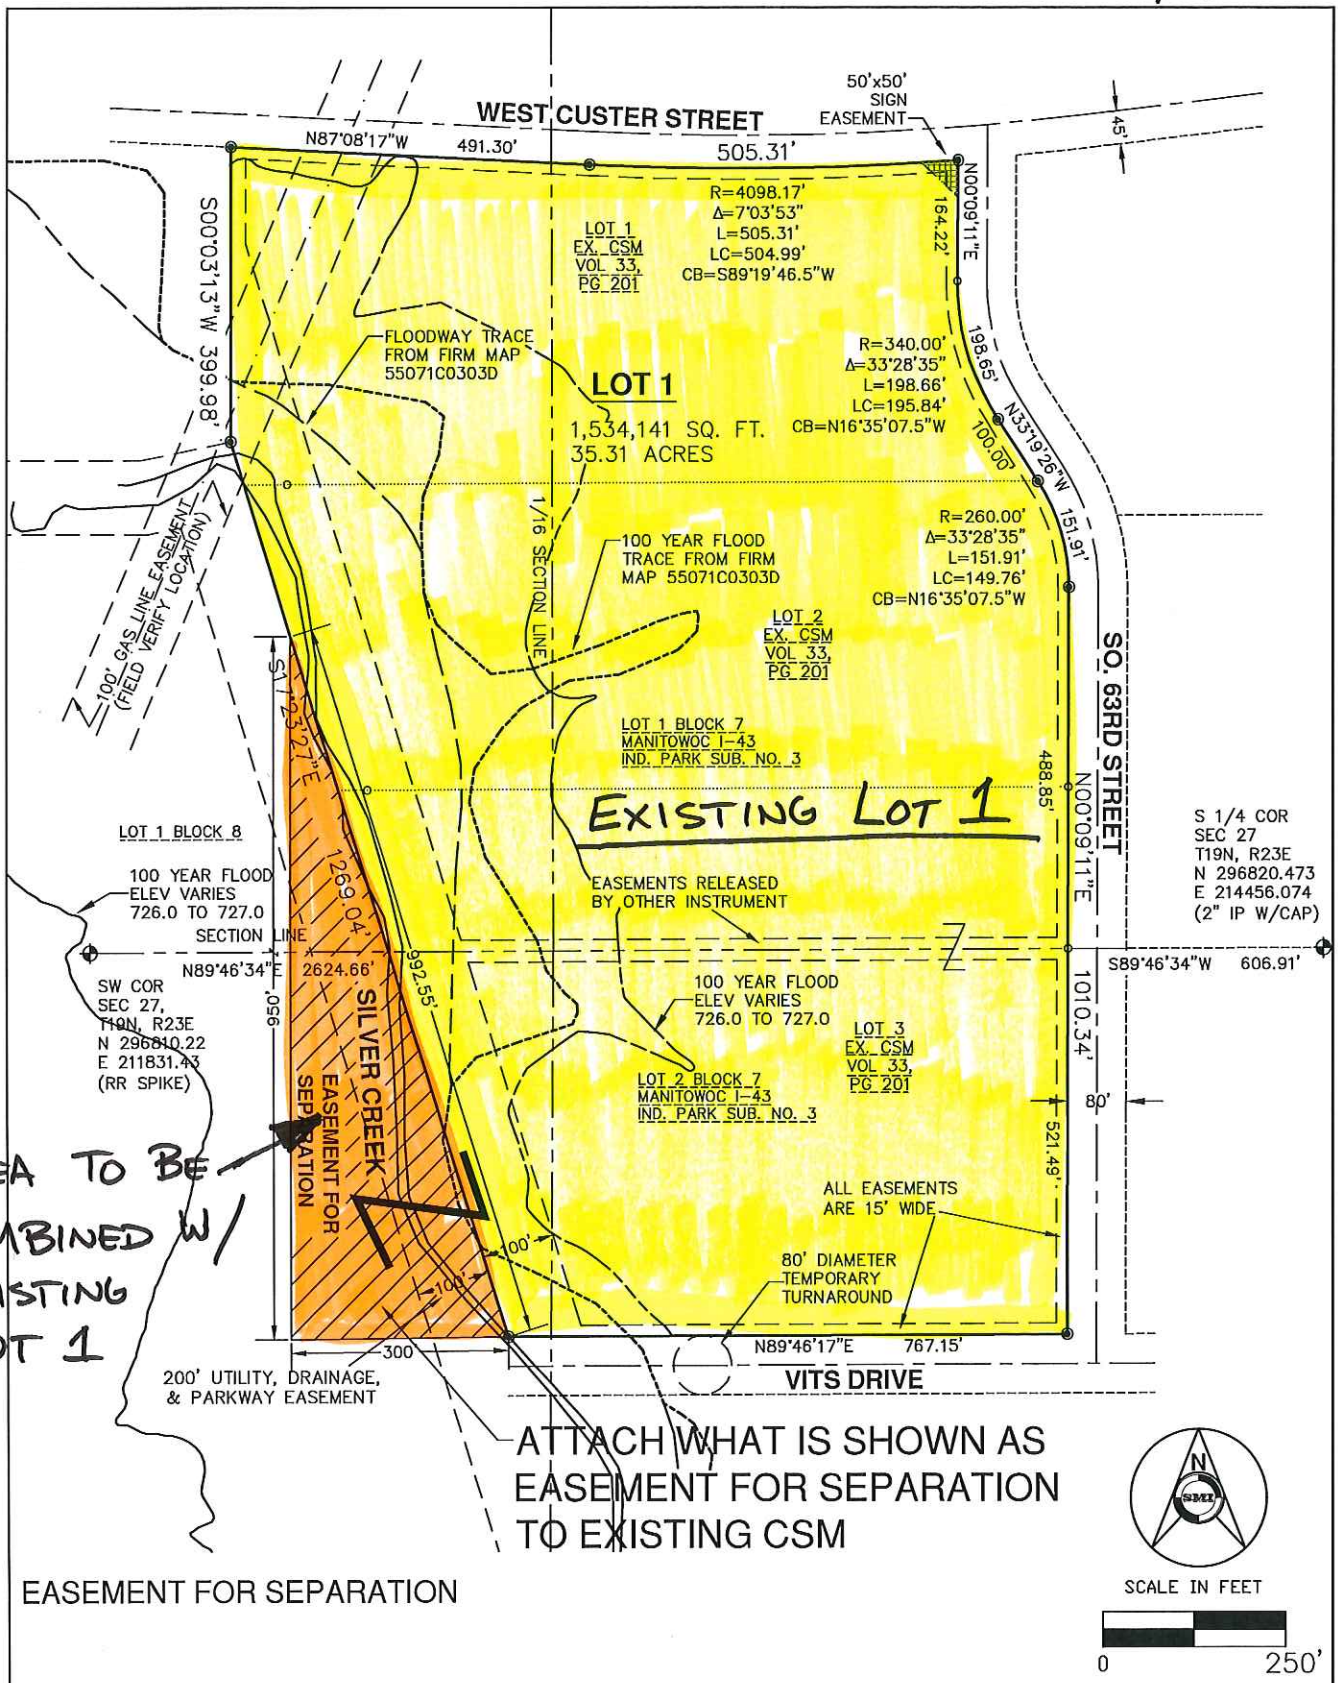 WEST CUSTER STREET
50'x50'
SIGN
EASEMENT
45'
N87°08'17"W
491.30'
505.31'
R=4098.17'
Δ=7°03'53"
L=505.31'
LC=504.99'
CB=S89°19'46.5"W
LOT 1
EX. CSM
VOL 33,
PG 201
N00°09'11"E
164.22'
S00°03'13"W 399.98'
FLOODWAY TRACE
FROM FIRM MAP
55071C0303D
LOT 1
1,534,141 SQ. FT.
35.31 ACRES
R=340.00'
Δ=33°28'35"
L=198.66'
LC=195.84'
CB=N16°35'07.5"W
198.65'
N33°19'26"W
100.00'
151.91'
1/16 SECTION LINE
100' GAS LINE EASEMENT
(FIELD VERIFY LOCATION)
100 YEAR FLOOD
TRACE FROM FIRM
MAP 55071C0303D
R=260.00'
Δ=33°28'35"
L=151.91'
LC=149.76'
CB=N16°35'07.5"W
LOT 2
EX. CSM
VOL 33,
PG 201
SO. 63RD STREET
S17°23'27"E
1269.04'
LOT 1 BLOCK 7
MANITOWOC I-43
IND. PARK SUB. NO. 3
488.85'
N00°09'11"E
1010.34'
EXISTING LOT 1
LOT 1 BLOCK 8
100 YEAR FLOOD
ELEV VARIES
726.0 TO 727.0
SECTION LINE
N89°46'34"E 2624.66'
S 1/4 COR
SEC 27
T19N, R23E
N 296820.473
E 214456.074
(2" IP W/CAP)
EASEMENTS RELEASED
BY OTHER INSTRUMENT
S89°46'34"W 606.91'
SW COR
SEC 27,
T19N, R23E
N 296810.22
E 211831.43
(RR SPIKE)
950'
992.55'
SILVER CREEK
EASEMENT FOR
SEPARATION
100 YEAR FLOOD
ELEV VARIES
726.0 TO 727.0
LOT 3
EX. CSM
VOL 33,
PG 201
LOT 2 BLOCK 7
MANITOWOC I-43
IND. PARK SUB. NO. 3
80'
521.49'
EA TO BE
MBINED W/
ISTING
OT 1
ALL EASEMENTS
ARE 15' WIDE
100'
100'
80' DIAMETER
TEMPORARY
TURNAROUND
300
N89°46'17"E 767.15'
VITS DRIVE
200' UTILITY, DRAINAGE,
& PARKWAY EASEMENT
ATTACH WHAT IS SHOWN AS
EASEMENT FOR SEPARATION
TO EXISTING CSM
N
SMI
SCALE IN FEET
0 250'
EASEMENT FOR SEPARATION